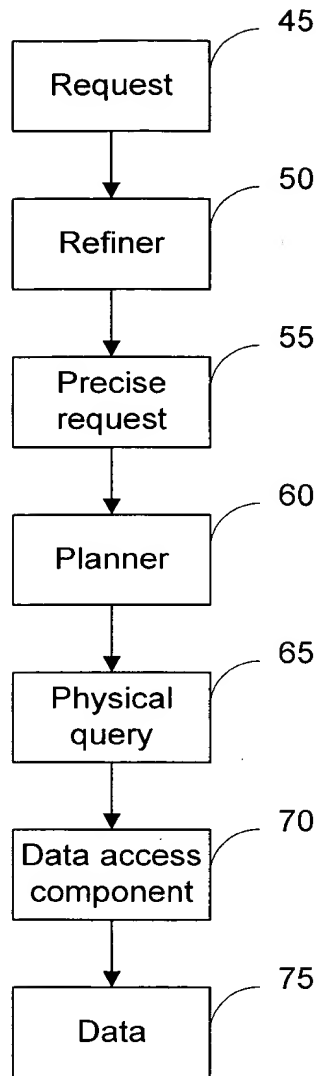 45
Request
50
Refiner
55
Precise
request
60
Planner
65
Physical
query
70
Data access
component
75
Data